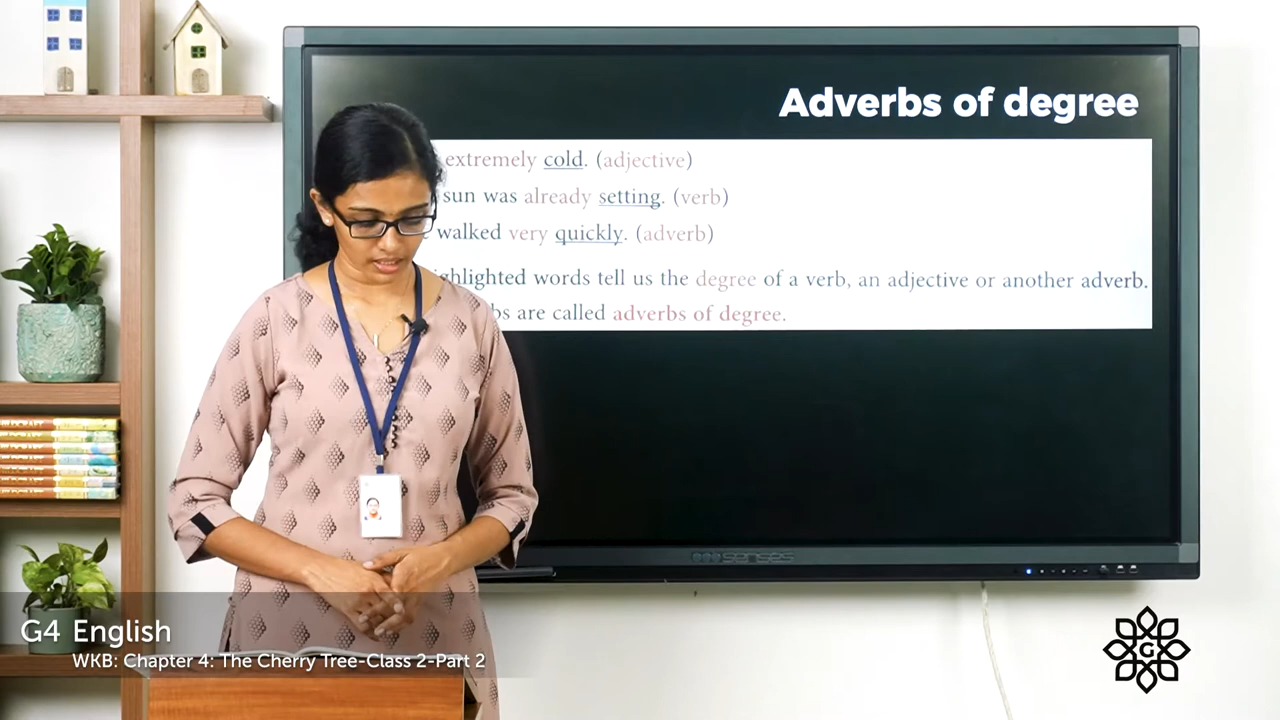 Adverbs of degree
extremely cold. (adjective)
sun was already setting. (verb)
walked very quickly. (adverb)
words tell us the degree of a verb, an adjective or another adverb.
are called adverbs of degree.
G4 English
WKB: Chapter 4: The Cherry Tree-Class 2-Part 2
G